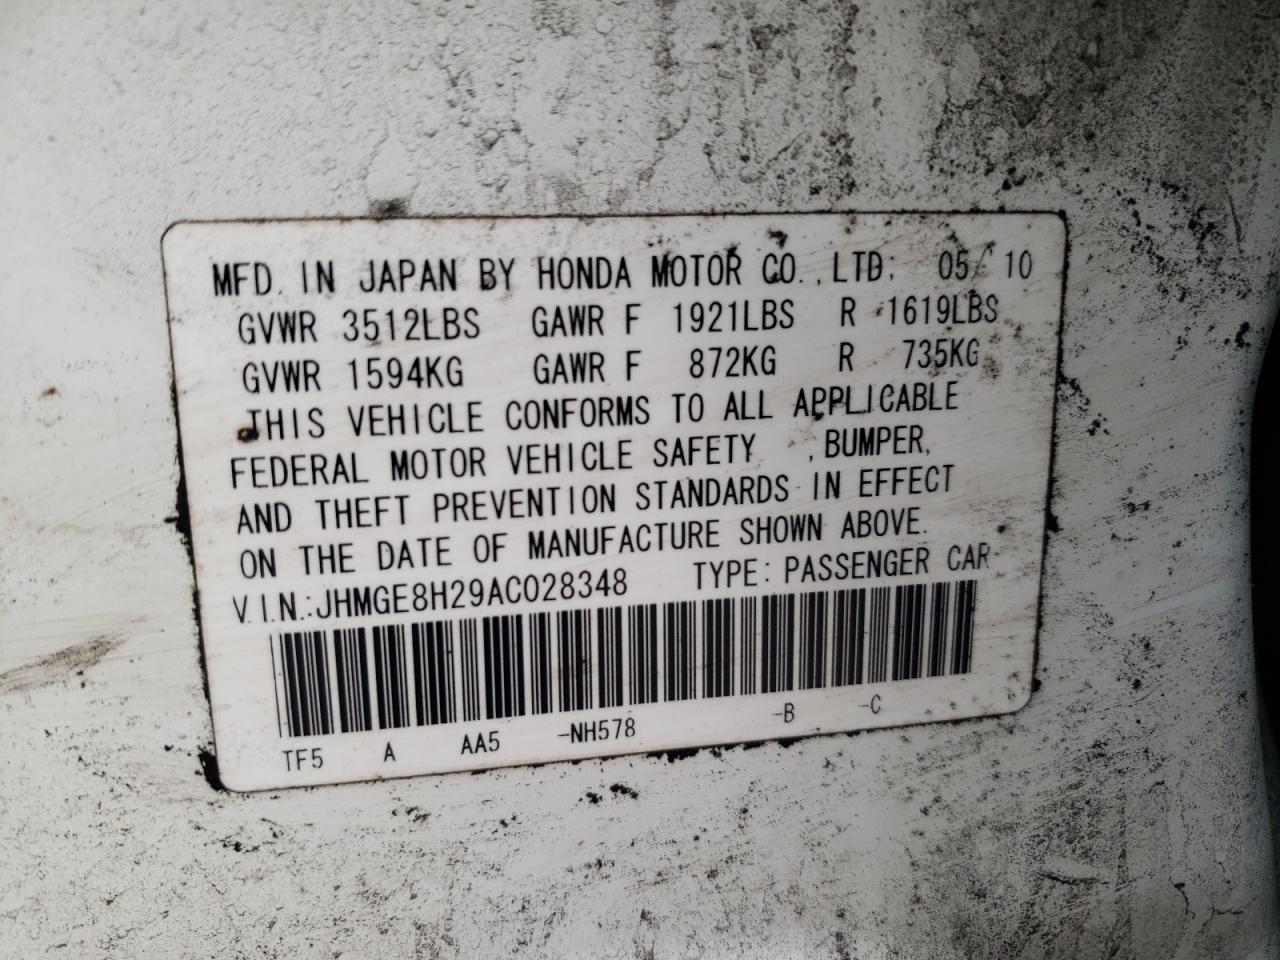 MFD. IN JAPAN BY HONDA MOTOR CO.,LTD. 05/10
GVWR 3512LBS GAWR F 1921LBS R 1619LBS
GVWR 1594KG GAWR F 872KG R 735KG
THIS VEHICLE CONFORMS TO ALL APPLICABLE
FEDERAL MOTOR VEHICLE SAFETY , BUMPER,
AND THEFT PREVENTION STANDARDS IN EFFECT
ON THE DATE OF MANUFACTURE SHOWN ABOVE.
V.I.N.:JHMGE8H29AC028348 TYPE: PASSENGER CAR
TF5 A AA5 -NH578 -B -C